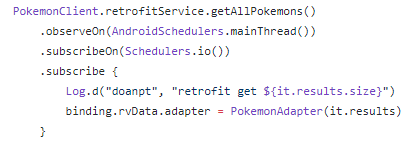 PokemonClient.retrofitService.getAllPokemons()
    .observeOn(AndroidSchedulers.mainThread())
    .subscribeOn(Schedulers.io())
    .subscribe {
        Log.d("doanpt", "retrofit get ${it.results.size}")
        binding.rvData.adapter = PokemonAdapter(it.results)
    }